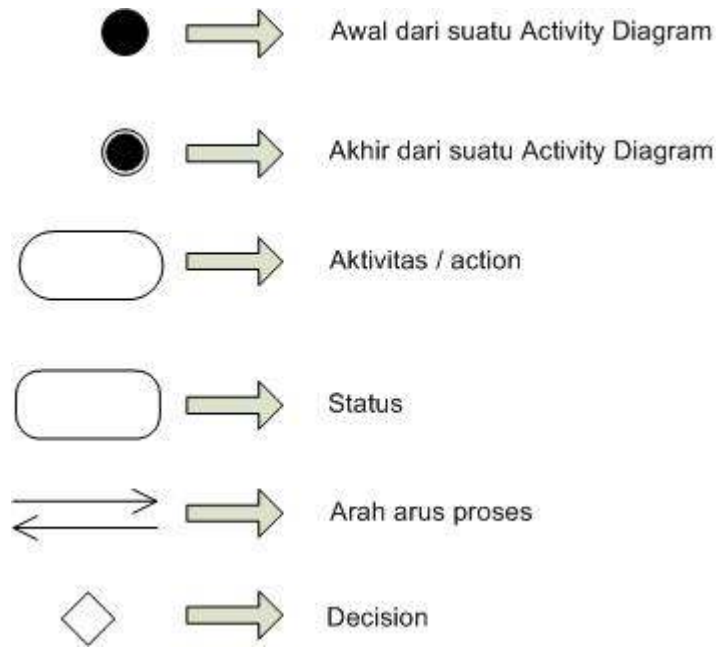 Awal dari suatu Activity Diagram
Akhir dari suatu Activity Diagram
Aktivitas / action
Status
Arah arus proses
Decision